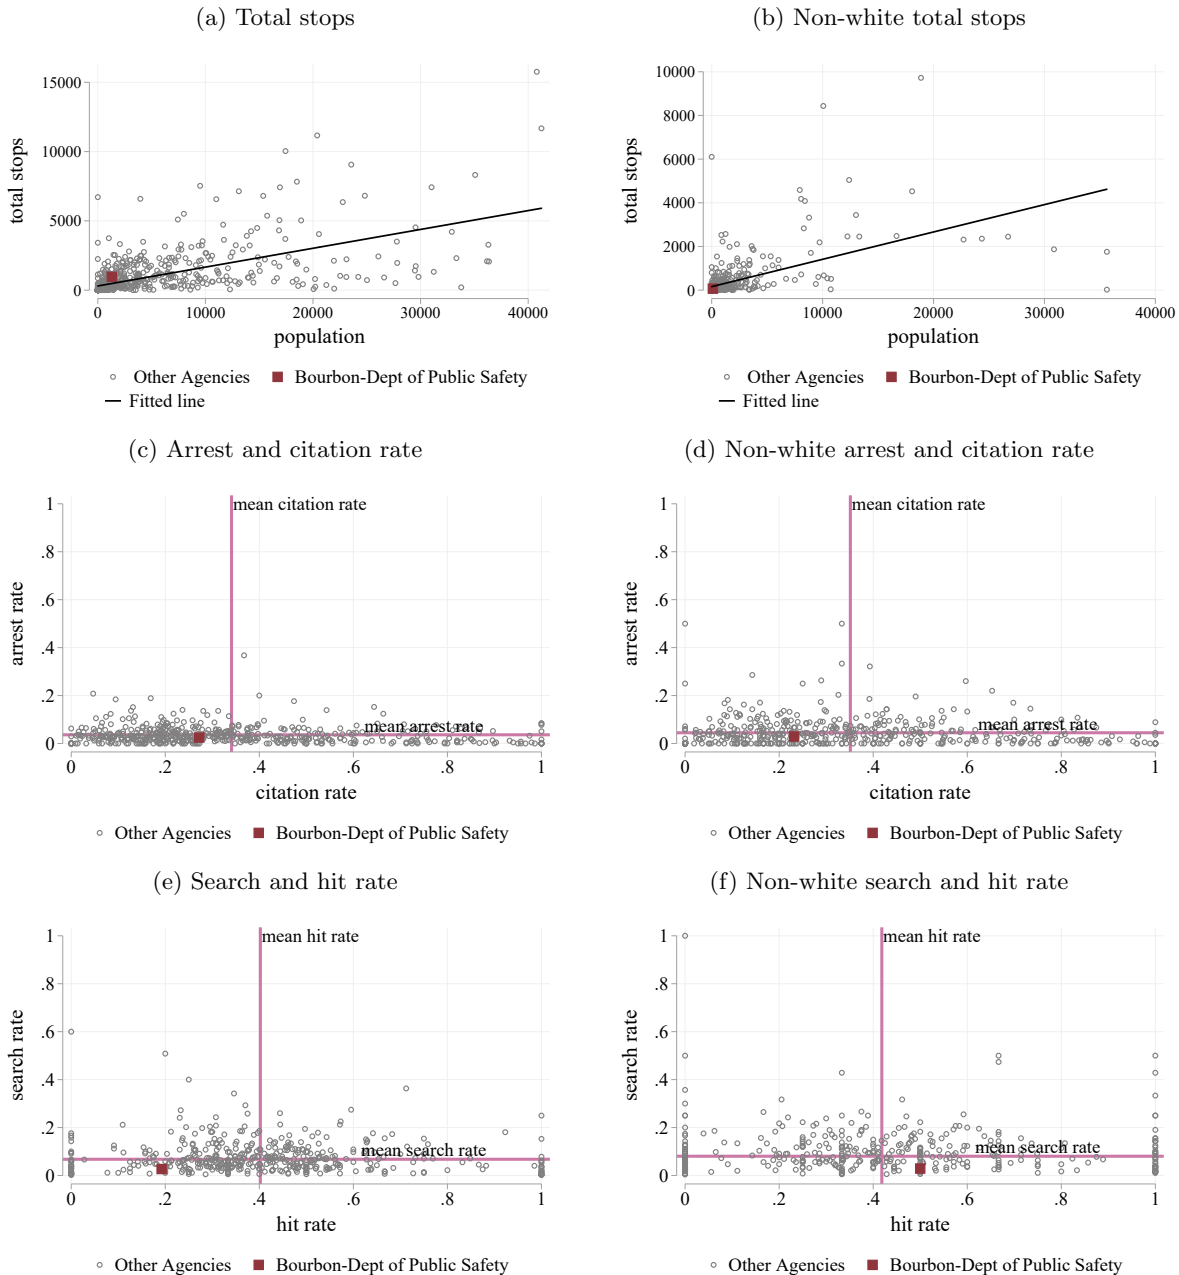 (a) Total stops
(b) Non-white total stops
15000
10000
5000
0
total stops
0 10000 20000 30000 40000
population
Other Agencies Bourbon-Dept of Public Safety
Fitted line
10000
8000
6000
4000
2000
0
total stops
0 10000 20000 30000 40000
population
Other Agencies Bourbon-Dept of Public Safety
Fitted line
(c) Arrest and citation rate
(d) Non-white arrest and citation rate
1
.8
.6
.4
.2
0
arrest rate
mean citation rate
mean arrest rate
0 .2 .4 .6 .8 1
citation rate
Other Agencies Bourbon-Dept of Public Safety
1
.8
.6
.4
.2
0
arrest rate
mean citation rate
mean arrest rate
0 .2 .4 .6 .8 1
citation rate
Other Agencies Bourbon-Dept of Public Safety
(e) Search and hit rate
(f) Non-white search and hit rate
1
.8
.6
.4
.2
0
search rate
mean hit rate
mean search rate
0 .2 .4 .6 .8 1
hit rate
Other Agencies Bourbon-Dept of Public Safety
1
.8
.6
.4
.2
0
search rate
mean hit rate
mean search rate
0 .2 .4 .6 .8 1
hit rate
Other Agencies Bourbon-Dept of Public Safety